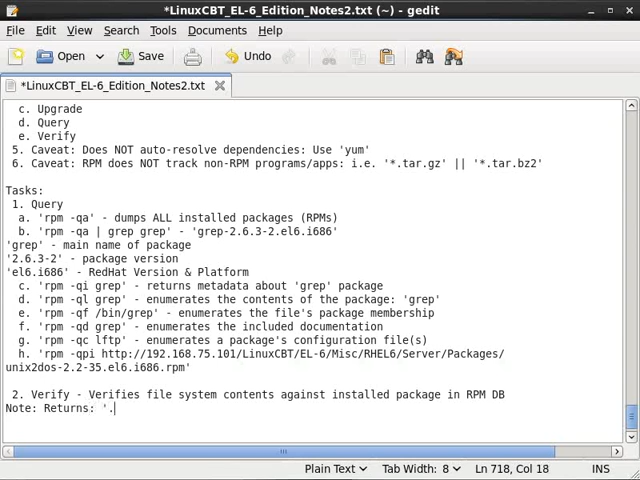 *LinuxCBT_EL-6_Edition_Notes2.txt (~) - gedit
File Edit View Search Tools Documents Help
Open Save Undo
*LinuxCBT_EL-6_Edition_Notes2.txt
c. Upgrade
d. Query
e. Verify
5. Caveat: Does NOT auto-resolve dependencies: Use 'yum'
6. Caveat: RPM does NOT track non-RPM programs/apps: i.e. '*.tar.gz' || '*.tar.bz2'
Tasks:
1. Query
a. 'rpm -qa' - dumps ALL installed packages (RPMs)
b. 'rpm -qa | grep grep' - 'grep-2.6.3-2.el6.i686'
'grep' - main name of package
'2.6.3-2' - package version
'el6.i686' - RedHat Version & Platform
c. 'rpm -qi grep' - returns metadata about 'grep' package
d. 'rpm -ql grep' - enumerates the contents of the package: 'grep'
e. 'rpm -qf /bin/grep' - enumerates the file's package membership
f. 'rpm -qd grep' - enumerates the included documentation
g. 'rpm -qc lftp' - enumerates a package's configuration file(s)
h. 'rpm -qpi http://192.168.75.101/LinuxCBT/EL-6/Misc/RHEL6/Server/Packages/
unix2dos-2.2-35.el6.i686.rpm'
2. Verify - Verifies file system contents against installed package in RPM DB
Note: Returns: '.
Plain Text Tab Width: 8 Ln 718, Col 18 INS